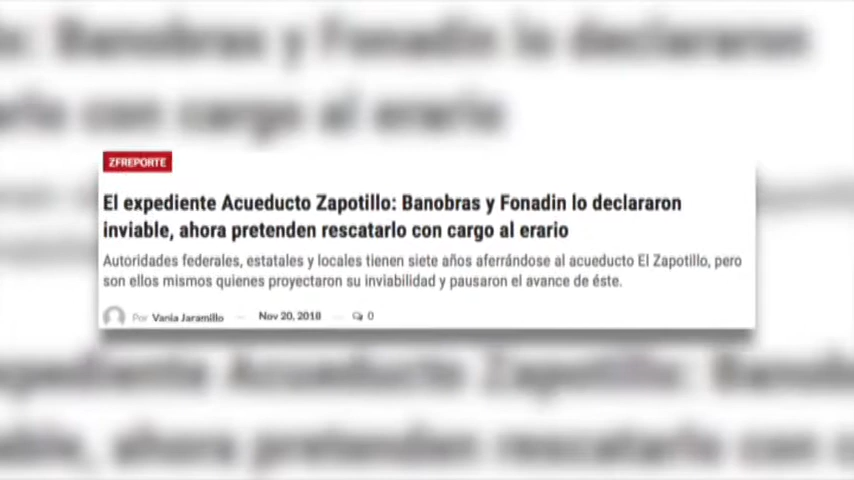 ZFREPORTE
El expediente Acueducto Zapotillo: Banobras y Fonadin lo declararon
inviable, ahora pretenden rescatarlo con cargo al erario
Autoridades federales, estatales y locales tienen siete años aferrándose al acueducto El Zapotillo, pero
son ellos mismos quienes proyectaron su inviabilidad y pausaron el avance de éste.
Por Vania Jaramillo — Nov 20, 2018 — 0